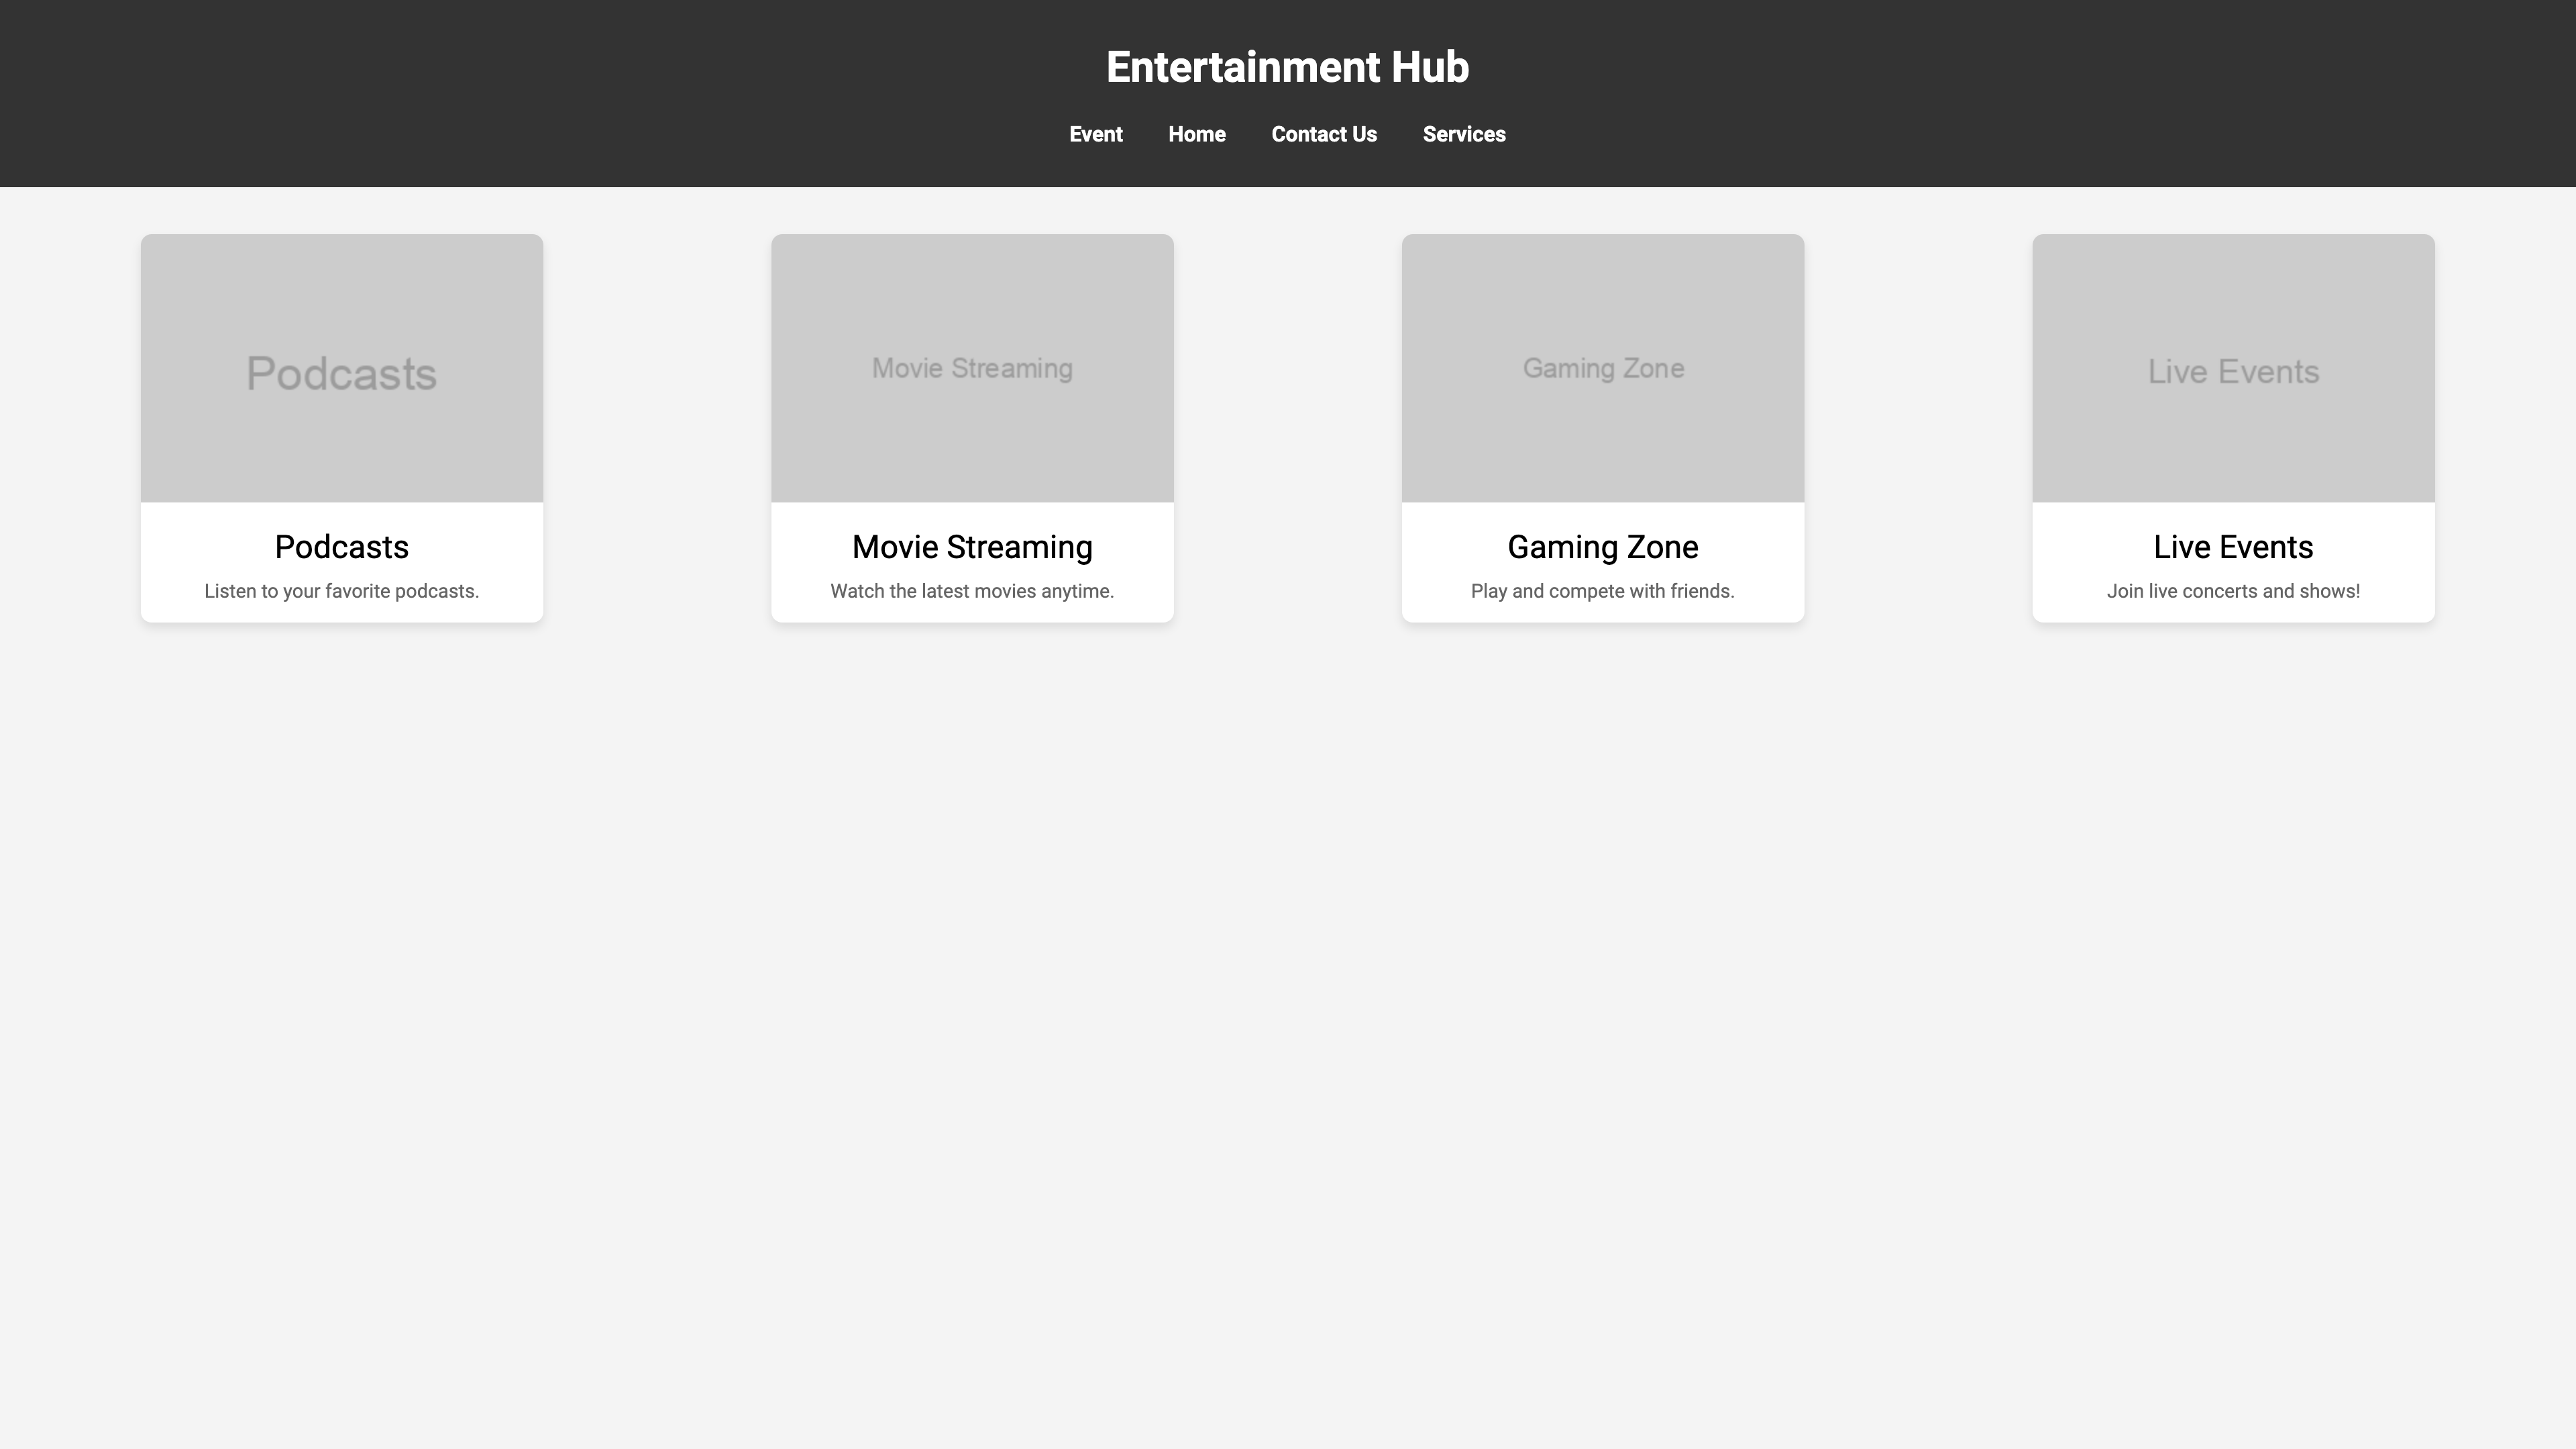 Entertainment Hub
Event Home Contact Us Services
Podcasts
Podcasts
Listen to your favorite podcasts.
Movie Streaming
Movie Streaming
Watch the latest movies anytime.
Gaming Zone
Gaming Zone
Play and compete with friends.
Live Events
Live Events
Join live concerts and shows!